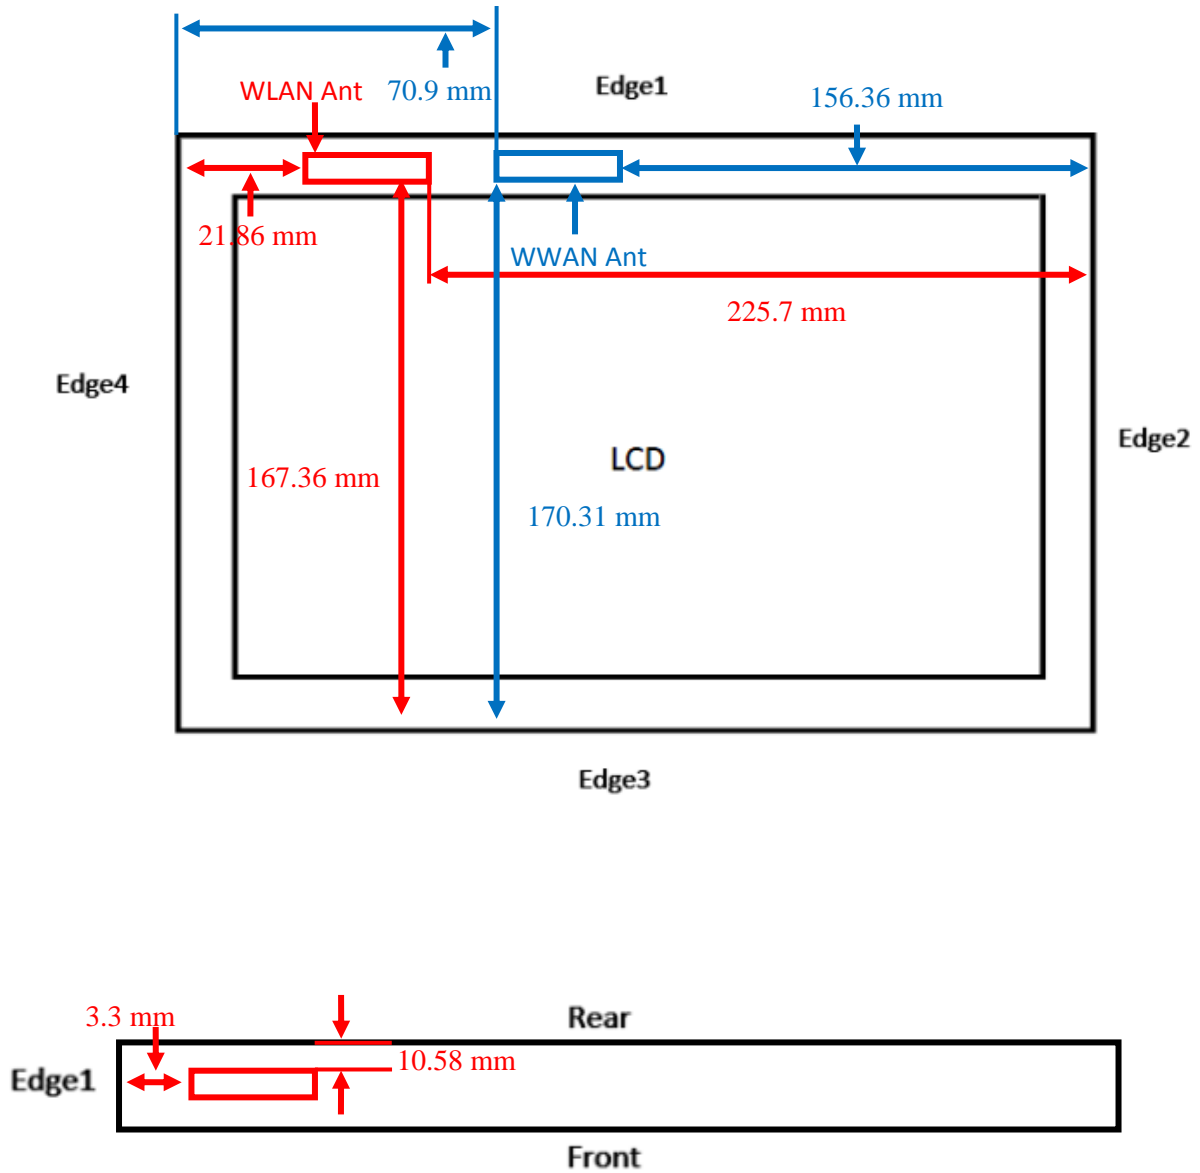 WLAN Ant
70.9 mm
Edge1
156.36 mm
21.86 mm
WWAN Ant
225.7 mm
Edge4
Edge2
LCD
167.36 mm
170.31 mm
Edge3
3.3 mm
Rear
10.58 mm
Edge1
Front